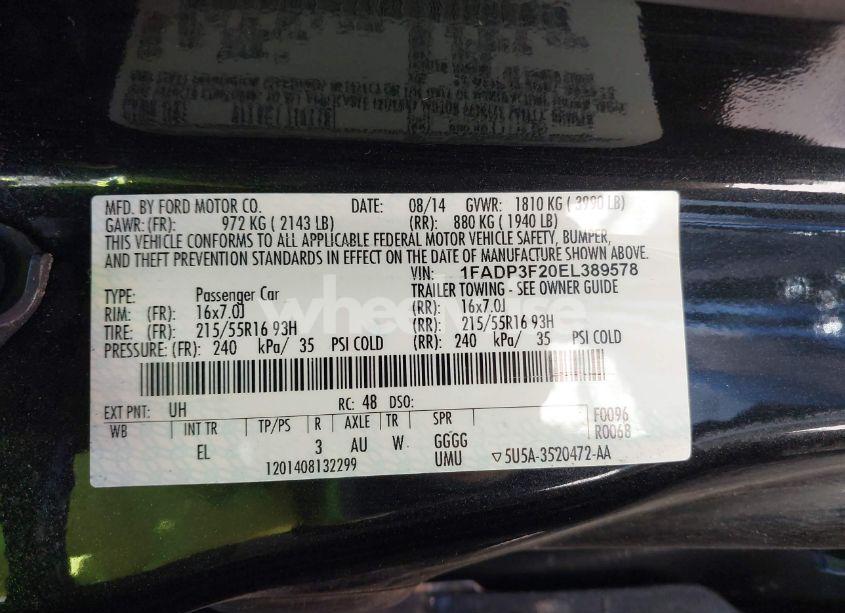 MFD. BY FORD MOTOR CO. DATE: 08/14 GVWR: 1810 KG ( 3990 LB)
GAWR: (FR): 972 KG ( 2143 LB) (RR): 880 KG ( 1940 LB)
THIS VEHICLE CONFORMS TO ALL APPLICABLE FEDERAL MOTOR VEHICLE SAFETY, BUMPER,
AND THEFT PREVENTION STANDARDS IN EFFECT ON THE DATE OF MANUFACTURE SHOWN ABOVE.
VIN: 1FADP3F20EL389578
TYPE: Passenger Car TRAILER TOWING - SEE OWNER GUIDE
RIM: (FR): 16x7.0J (RR): 16x7.0J
TIRE: (FR): 215/55R16 93H (RR): 215/55R16 93H
PRESSURE: (FR): 240 kPa/ 35 PSI COLD (RR): 240 kPa/ 35 PSI COLD
EXT PNT: UH RC: 48 DSO:
WB INT TR TP/PS R AXLE TR SPR F0096
R0068
EL 3 AU W GGGG
UMU
1201408132299 ▽5U5A-3520472-AA
wheelwise